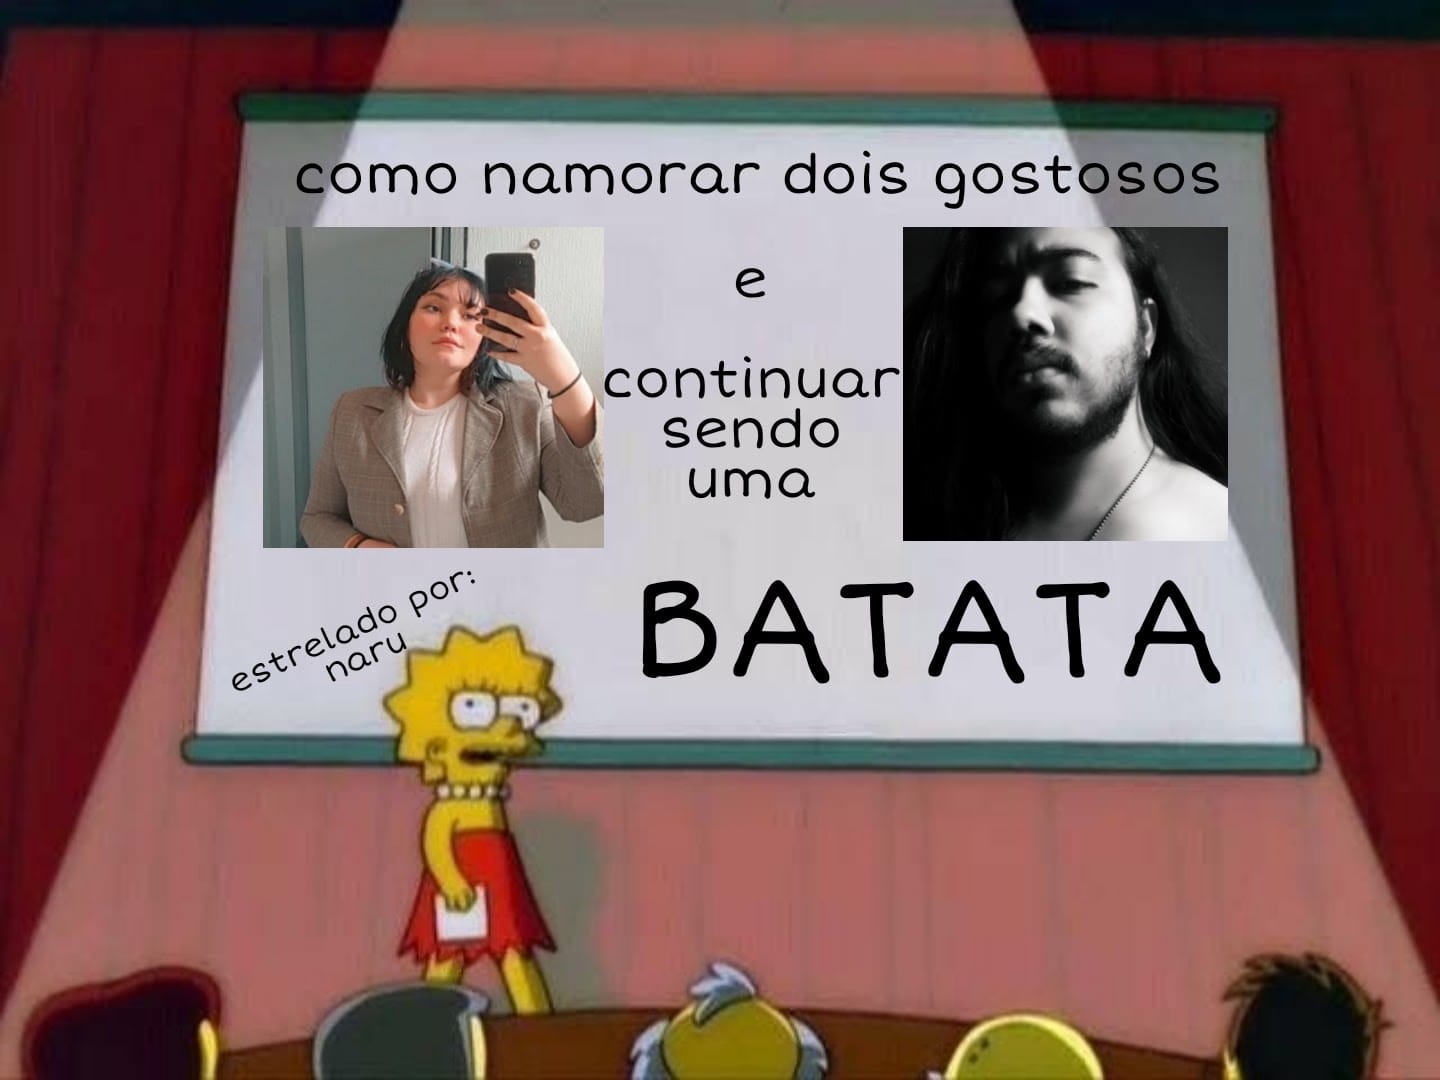 como namorar dois gostosos
e
continuar
sendo
uma
BATATA
estrelado por:
naru